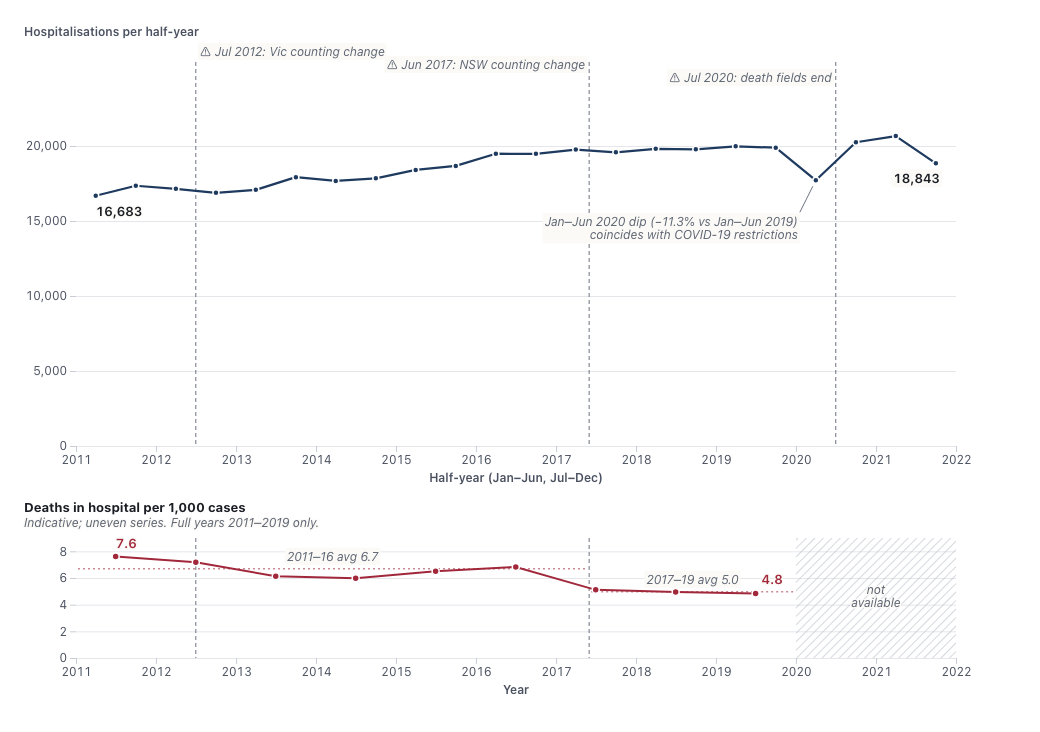 Hospitalisations per half-year
⚠ Jul 2012: Vic counting change
⚠ Jun 2017: NSW counting change
⚠ Jul 2020: death fields end
20,000
16,683
18,843
15,000
Jan–Jun 2020 dip (−11.3% vs Jan–Jun 2019)
coincides with COVID-19 restrictions
10,000
5,000
0
2011 2012 2013 2014 2015 2016 2017 2018 2019 2020 2021 2022
Half-year (Jan–Jun, Jul–Dec)
Deaths in hospital per 1,000 cases
Indicative; uneven series. Full years 2011–2019 only.
7.6
8
2011–16 avg 6.7
6
2017–19 avg 5.0
4.8
not
available
4
2
0
2011 2012 2013 2014 2015 2016 2017 2018 2019 2020 2021 2022
Year